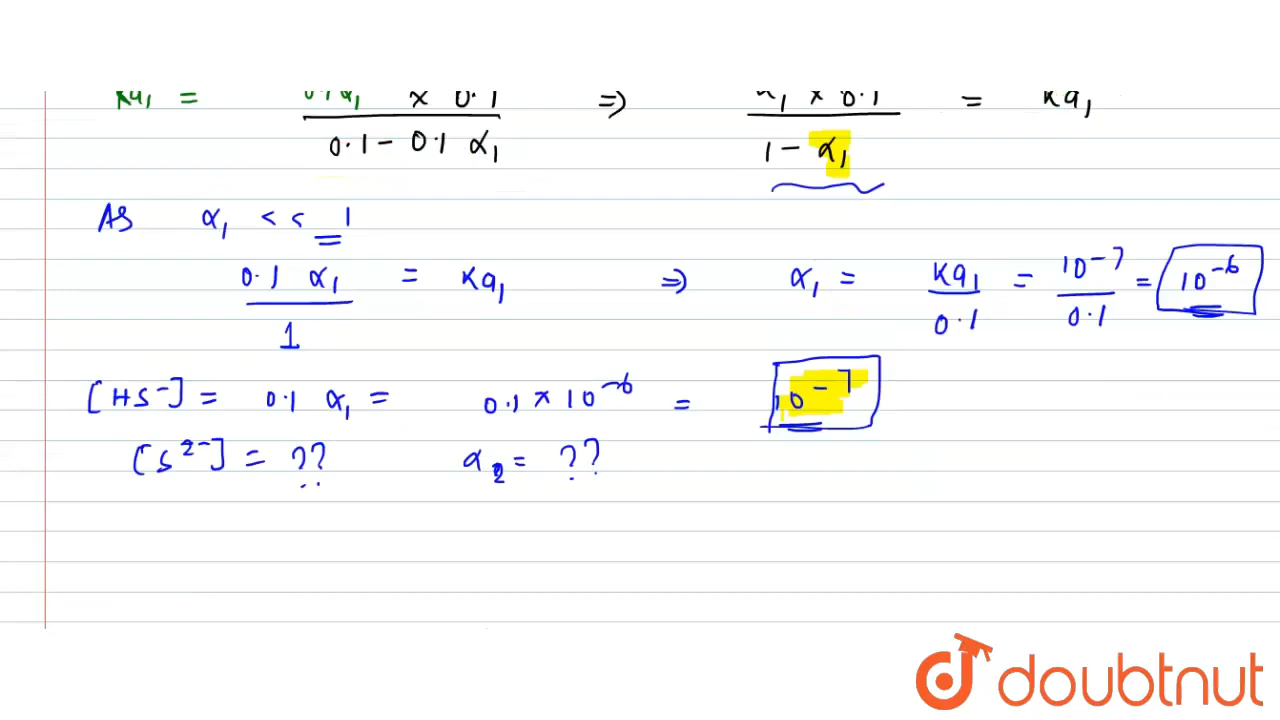 Ka₁ = 0.1α₁ × 0.1 / 0.1 - 0.1 α₁ ⇒ α₁ × 0.1 / 1 - α₁ = Ka₁
As α₁ << 1
0.1 α₁ / 1 = Ka₁ ⇒ α₁ = Ka₁ / 0.1 = 10⁻⁷ / 0.1 = 10⁻⁶
[HS⁻] = 0.1 α₁ = 0.1 × 10⁻⁶ = 10⁻⁷
[S²⁻] = ?? α₂ = ??
doubtnut